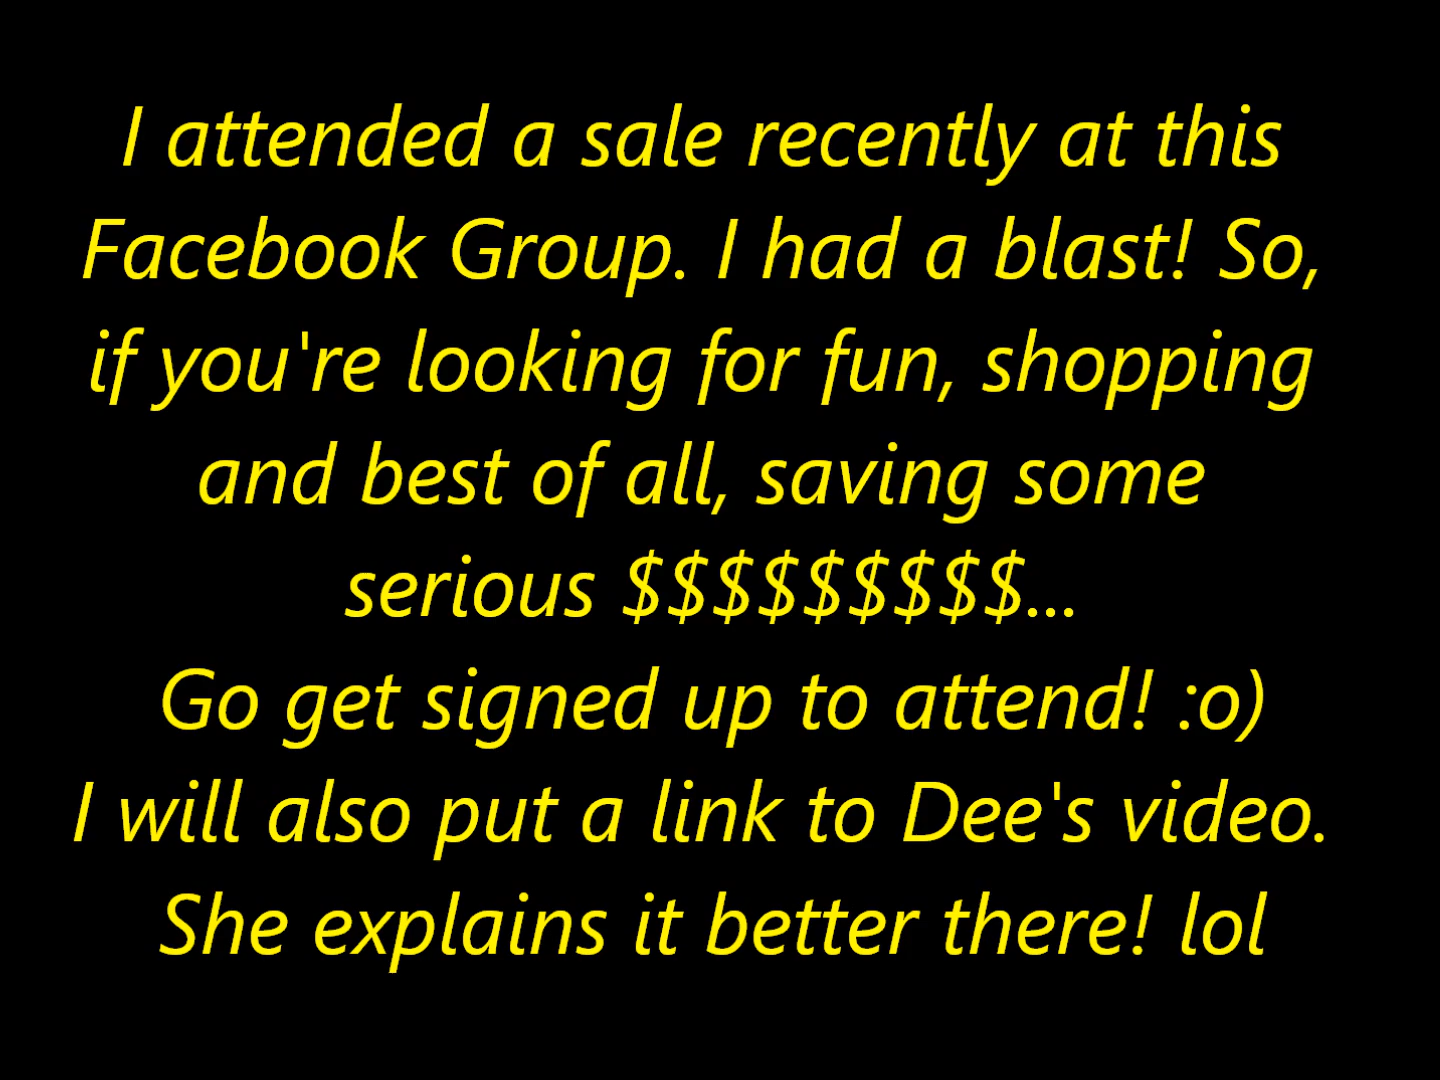 I attended a sale recently at this
Facebook Group. I had a blast! So,
if you're looking for fun, shopping
and best of all, saving some
serious $$$$$$$$$...
Go get signed up to attend! :o)
I will also put a link to Dee's video.
She explains it better there! lol